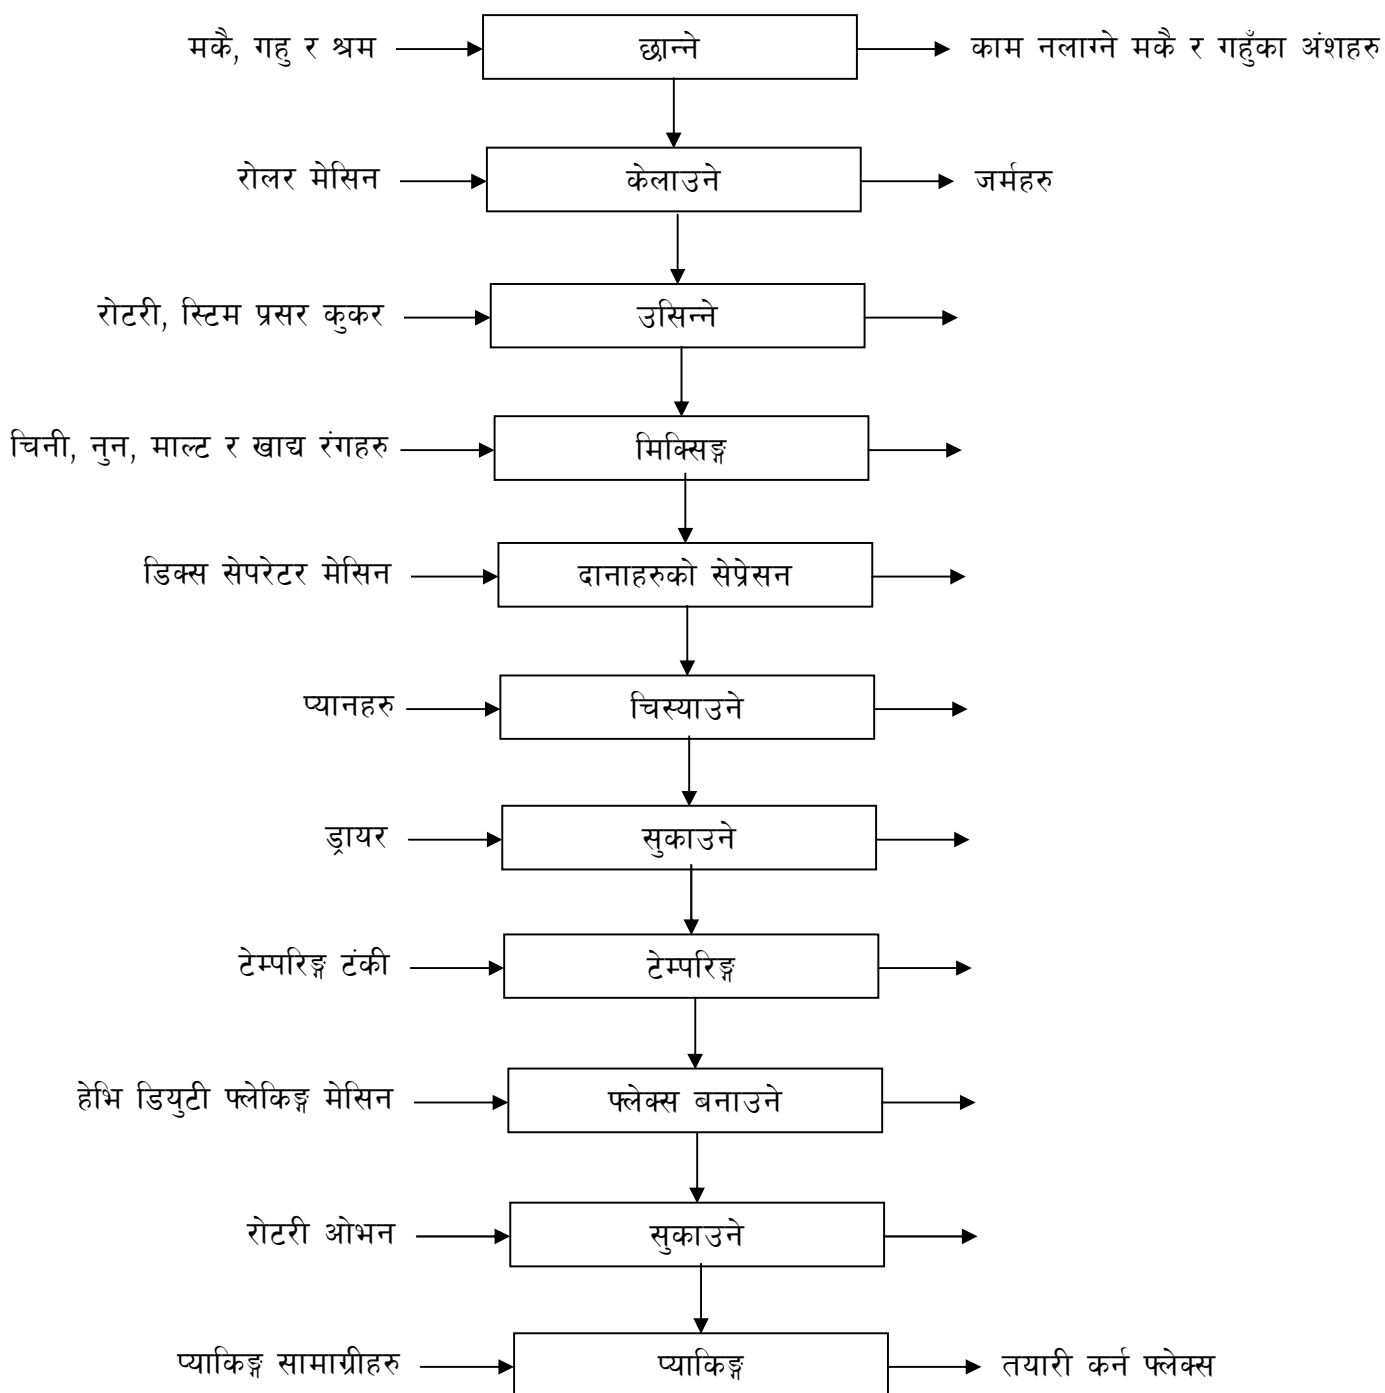 मकै, गहु र श्रम छान्ने काम नलाग्ने मकै र गहुँका अंशहरु
रोलर मेसिन केलाउने जर्महरु
रोटरी, स्टिम प्रसर कुकर उसिन्ने
चिनी, नुन, माल्ट र खाद्य रंगहरु मिक्सिङ्ग
डिक्स सेपरेटर मेसिन दानाहरुको सेप्रेसन
प्यानहरु चिस्याउने
ड्रायर सुकाउने
टेम्परिङ्ग टंकी टेम्परिङ्ग
हेभि डियुटी फ्लेकिङ्ग मेसिन फ्लेक्स बनाउने
रोटरी ओभन सुकाउने
प्याकिङ्ग सामाग्रीहरु प्याकिङ्ग तयारी कर्न फ्लेक्स